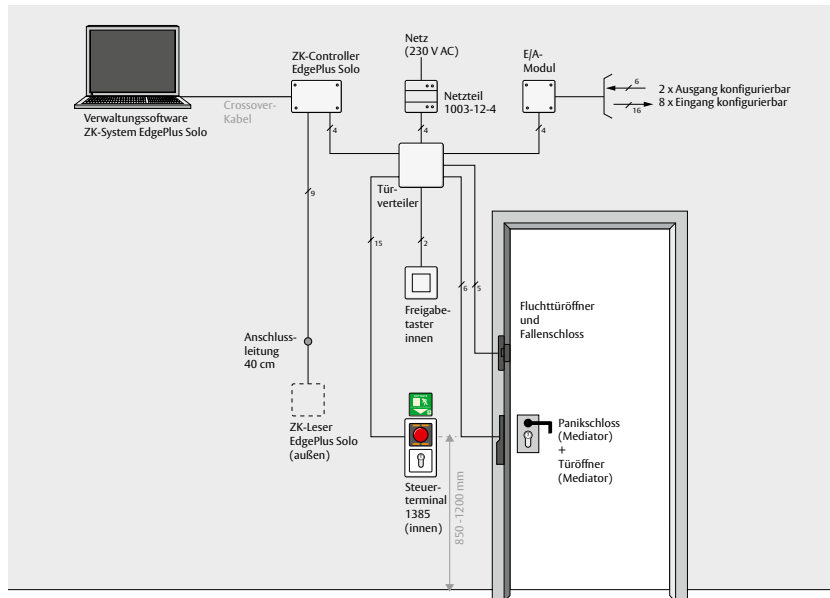 Verwaltungssoftware
ZK-System EdgePlus Solo
Crossover-
Kabel
ZK-Controller
EdgePlus Solo
4
9
Netz
(230 V AC)
Netzteil
1003-12-4
4
E/A-
Modul
4
6
2 x Ausgang konfigurierbar
8 x Eingang konfigurierbar
16
Tür-
verteiler
15
2
6
5
Freigabe-
taster
innen
Anschluss-
leitung
40 cm
ZK-Leser
EdgePlus Solo
(außen)
Steuer-
terminal
1385
(innen)
850 - 1200 mm
Fluchttüröffner
und
Fallenschloss
Panikschloss
(Mediator)
+
Türöffner
(Mediator)